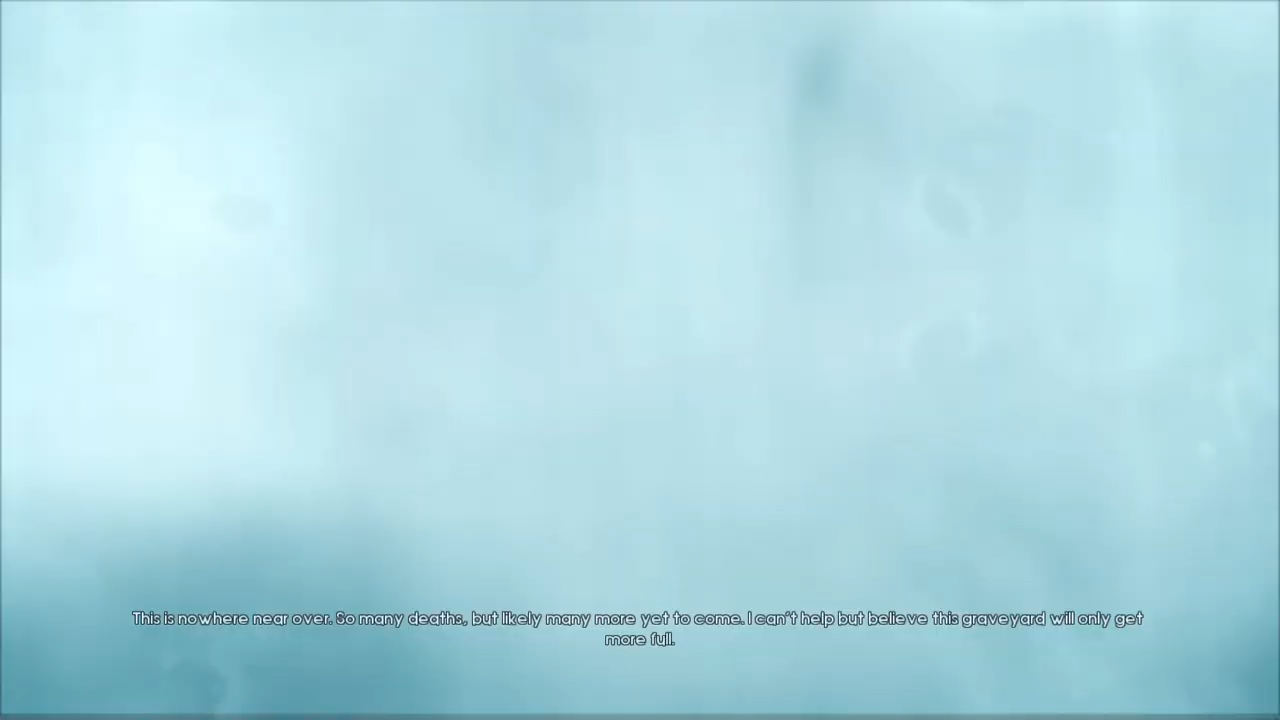 This is nowhere near over. So many deaths, but likely many more yet to come. I can't help but believe this graveyard will only get
more full.